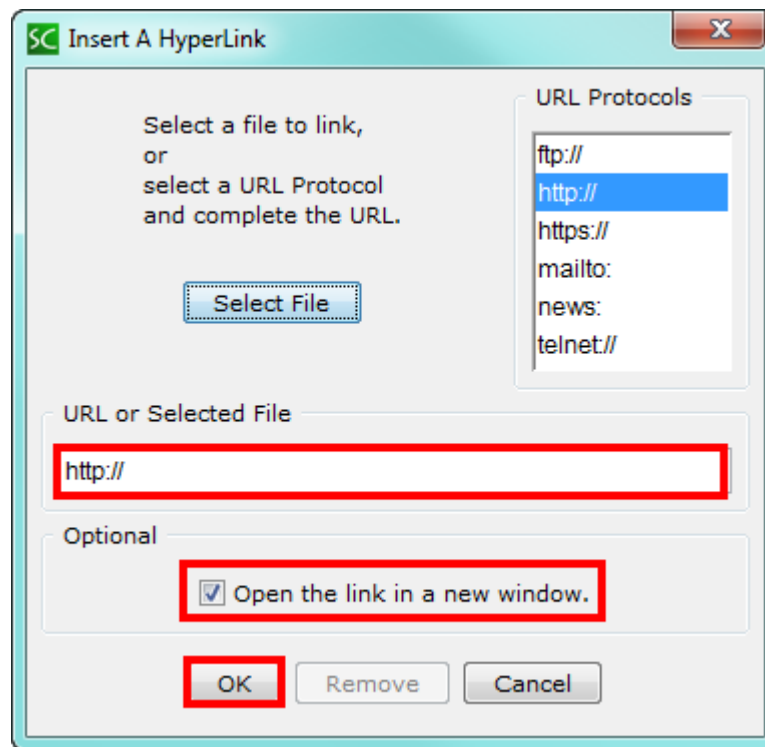 SC Insert A HyperLink
x
Select a file to link,
or
select a URL Protocol
and complete the URL.
Select File
URL Protocols
ftp://
http://
https://
mailto:
news:
telnet://
URL or Selected File
http://
Optional
Open the link in a new window.
OK Remove Cancel